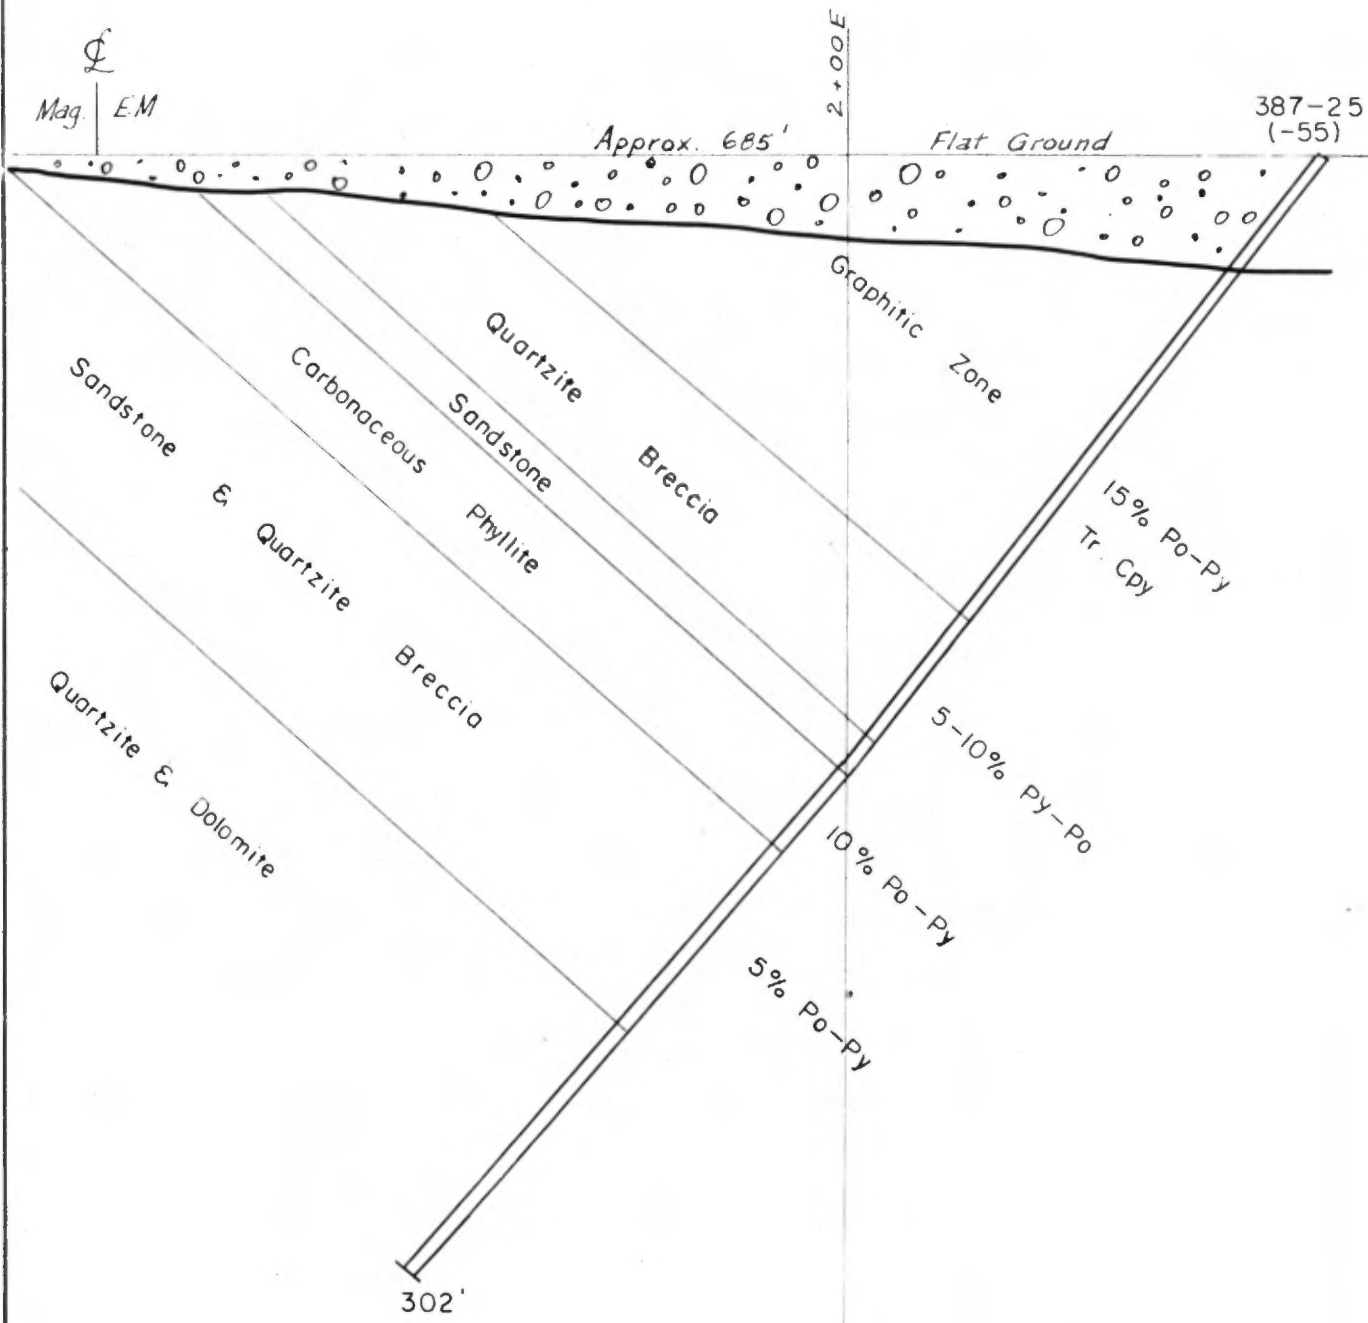 ℄
Mag. E.M
2+00E
387-25
(-55)
Approx. 685'
Flat Ground
Graphitic Zone
Quartzite Breccia
Sandstone
Carbonaceous Phyllite
Sandstone & Quartzite Breccia
Quartzite & Dolomite
15% Po-Py
Tr. Cpy
5-10% Py-Po
10% Po-Py
5% Po-Py
302'